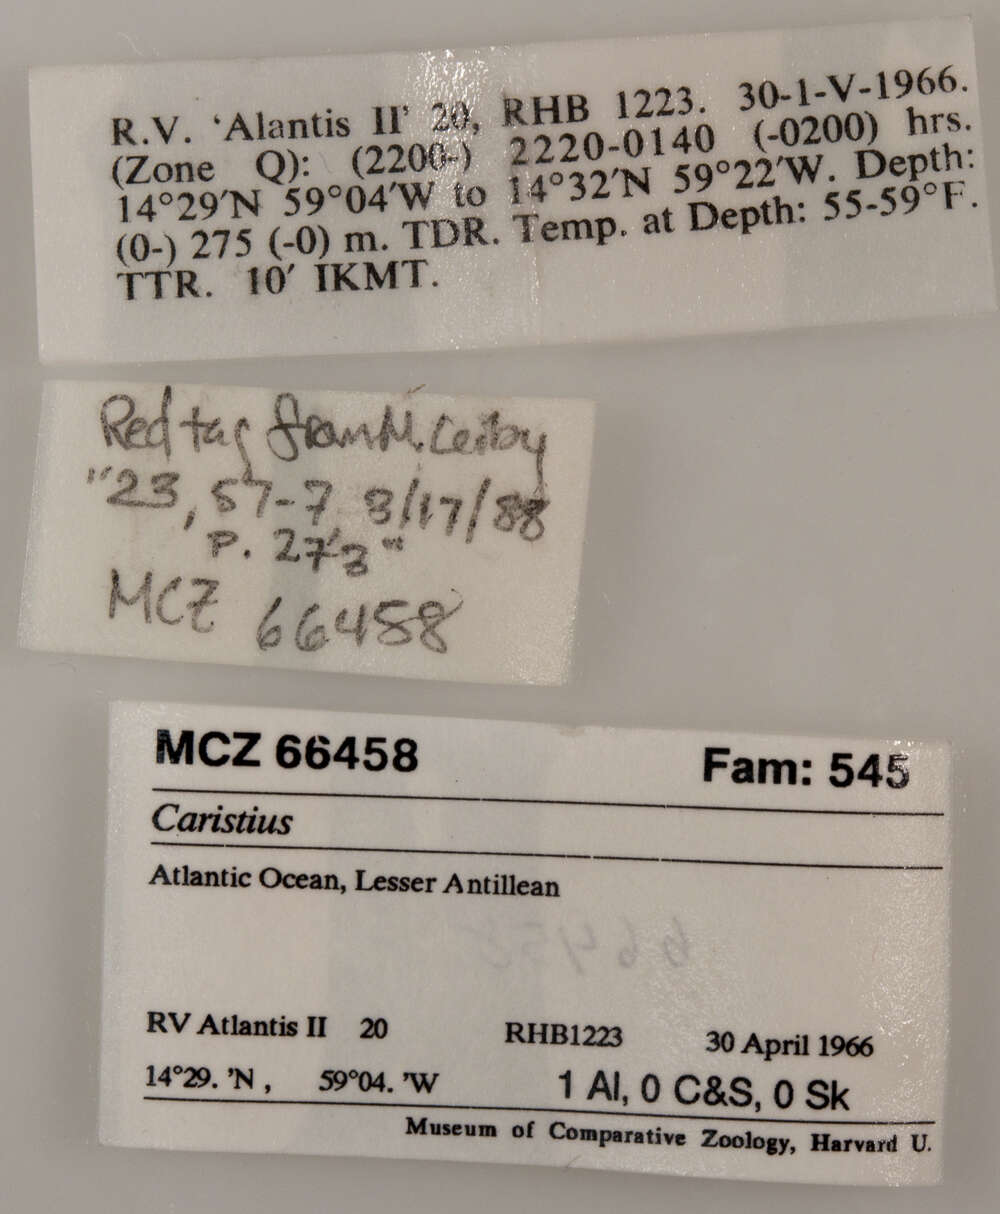 R.V. 'Alantis II' 20, RHB 1223. 30-1-V-1966.
(Zone Q): (2200-) 2220-0140 (-0200) hrs.
14°29′N 59°04′W to 14°32′N 59°22′W. Depth:
(0-) 275 (-0) m. TDR. Temp. at Depth: 55-59°F.
TTR. 10′ IKMT.
Red tag from M. Leiby
"23, 57-7 3/17/88
P. 27'3"
MCZ 66458
MCZ 66458 Fam: 545
Caristius
Atlantic Ocean, Lesser Antillean
66458
RV Atlantis II 20 RHB1223 30 April 1966
14°29. 'N , 59°04. 'W 1 Al, 0 C&S, 0 Sk
Museum of Comparative Zoology, Harvard U.